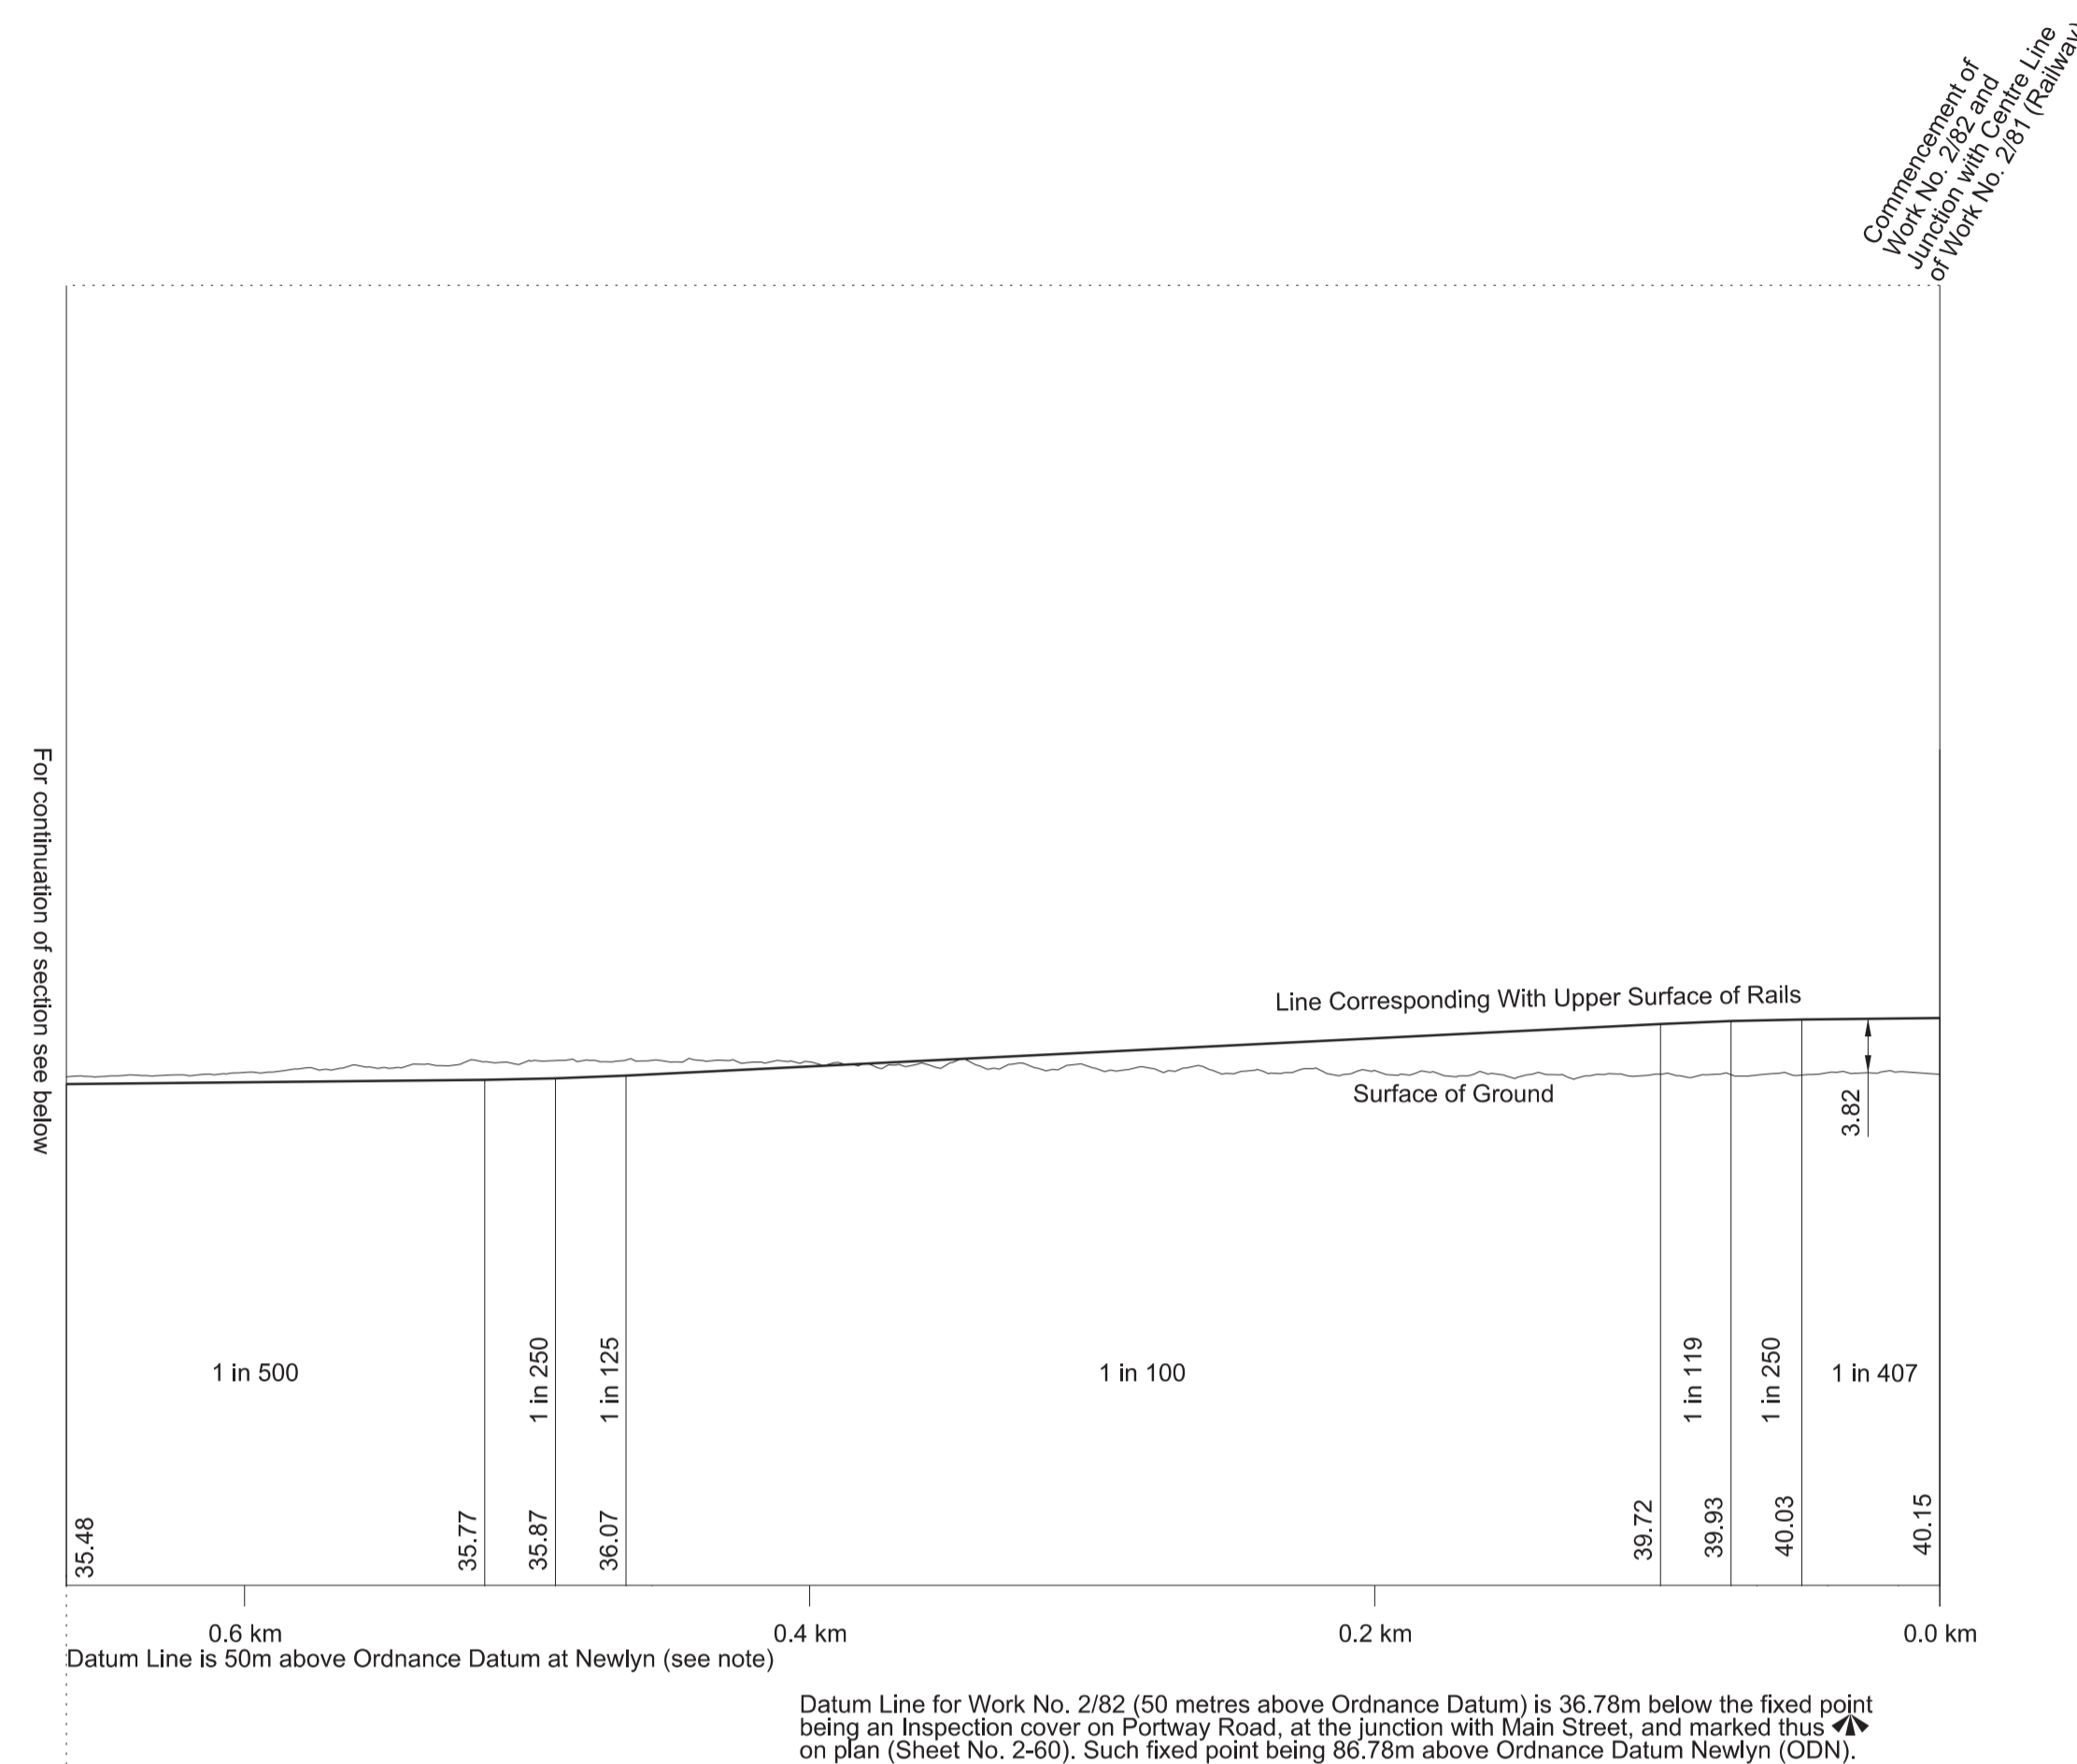 Commencement of
Work No. 2/82 and
Junction with Centre Line
of Work No. 2/81 (Railway)
For continuation of section see below
Line Corresponding With Upper Surface of Rails
Surface of Ground
3.82
1 in 500
1 in 250
1 in 125
1 in 100
1 in 119
1 in 250
1 in 407
35.48
35.77
35.87
36.07
39.72
39.93
40.03
40.15
0.6 km
0.4 km
0.2 km
0.0 km
Datum Line is 50m above Ordnance Datum at Newlyn (see note)
Datum Line for Work No. 2/82 (50 metres above Ordnance Datum) is 36.78m below the fixed point
being an Inspection cover on Portway Road, at the junction with Main Street, and marked thus
on plan (Sheet No. 2-60). Such fixed point being 86.78m above Ordnance Datum Newlyn (ODN).